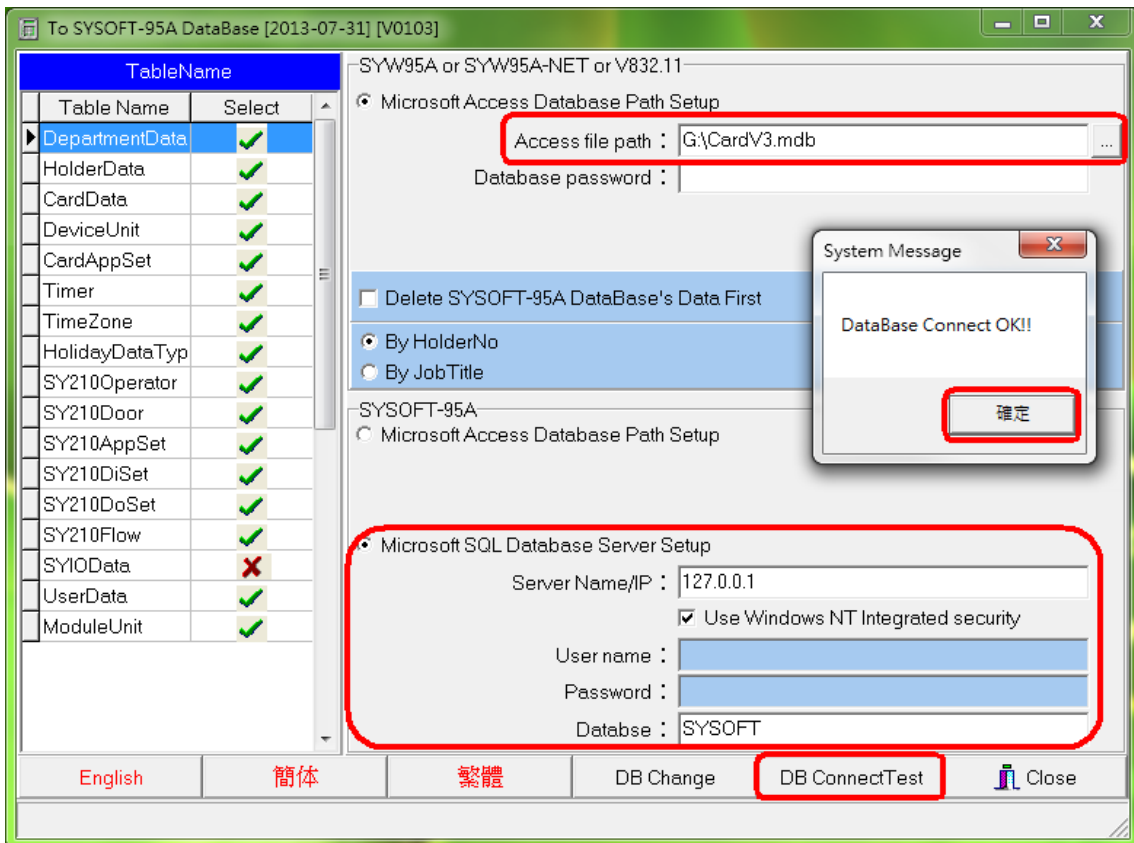 To SYSOFT-95A DataBase [2013-07-31] [V0103]
TableName
Table Name Select
DepartmentData
HolderData
CardData
DeviceUnit
CardAppSet
Timer
TimeZone
HolidayDataTyp
SY210Operator
SY210Door
SY210AppSet
SY210DiSet
SY210DoSet
SY210Flow
SYIOData
UserData
ModuleUnit
SYW95A or SYW95A-NET or V832.11
Microsoft Access Database Path Setup
Access file path： G:\CardV3.mdb ...
Database password：
Delete SYSOFT-95A DataBase's Data First
By HolderNo
By JobTitle
System Message
DataBase Connect OK!!
確定
SYSOFT-95A
Microsoft Access Database Path Setup
Microsoft SQL Database Server Setup
Server Name/IP： 127.0.0.1
Use Windows NT Integrated security
User name：
Password：
Databse： SYSOFT
English 簡体 繁體 DB Change DB ConnectTest Close